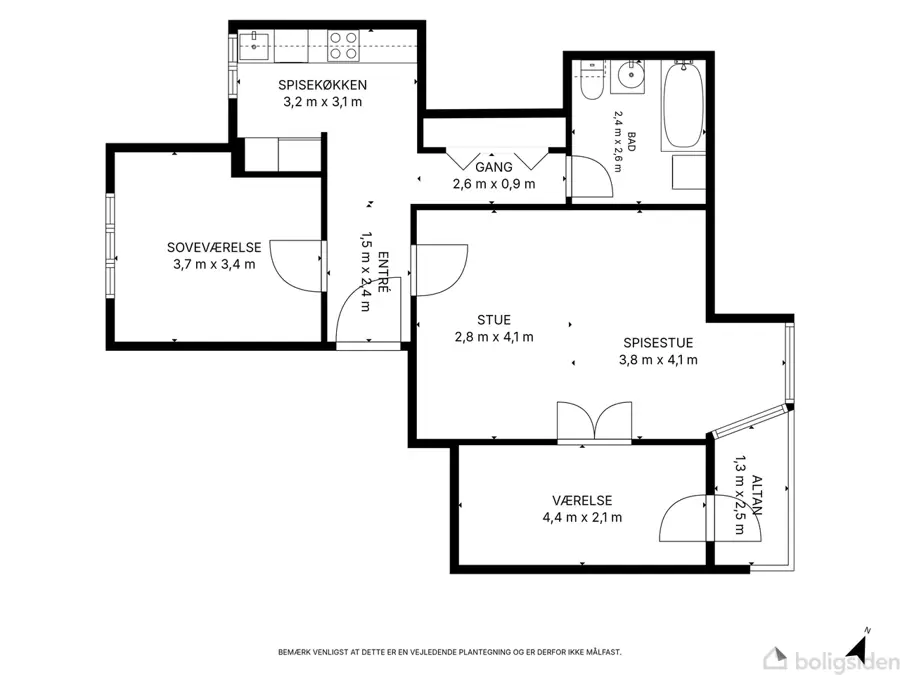 SPISEKØKKEN
3,2 m x 3,1 m
BAD
2,4 m x 2,6 m
GANG
2,6 m x 0,9 m
SOVEVÆRELSE
3,7 m x 3,4 m
ENTRÉ
1,5 m x 2,4 m
STUE
2,8 m x 4,1 m
SPISESTUE
3,8 m x 4,1 m
VÆRELSE
4,4 m x 2,1 m
ALTAN
1,3 m x 2,5 m
N
BEMÆRK VENLIGST AT DETTE ER EN VEJLEDENDE PLANTEGNING OG ER DERFOR IKKE MÅLFAST.
boligsiden